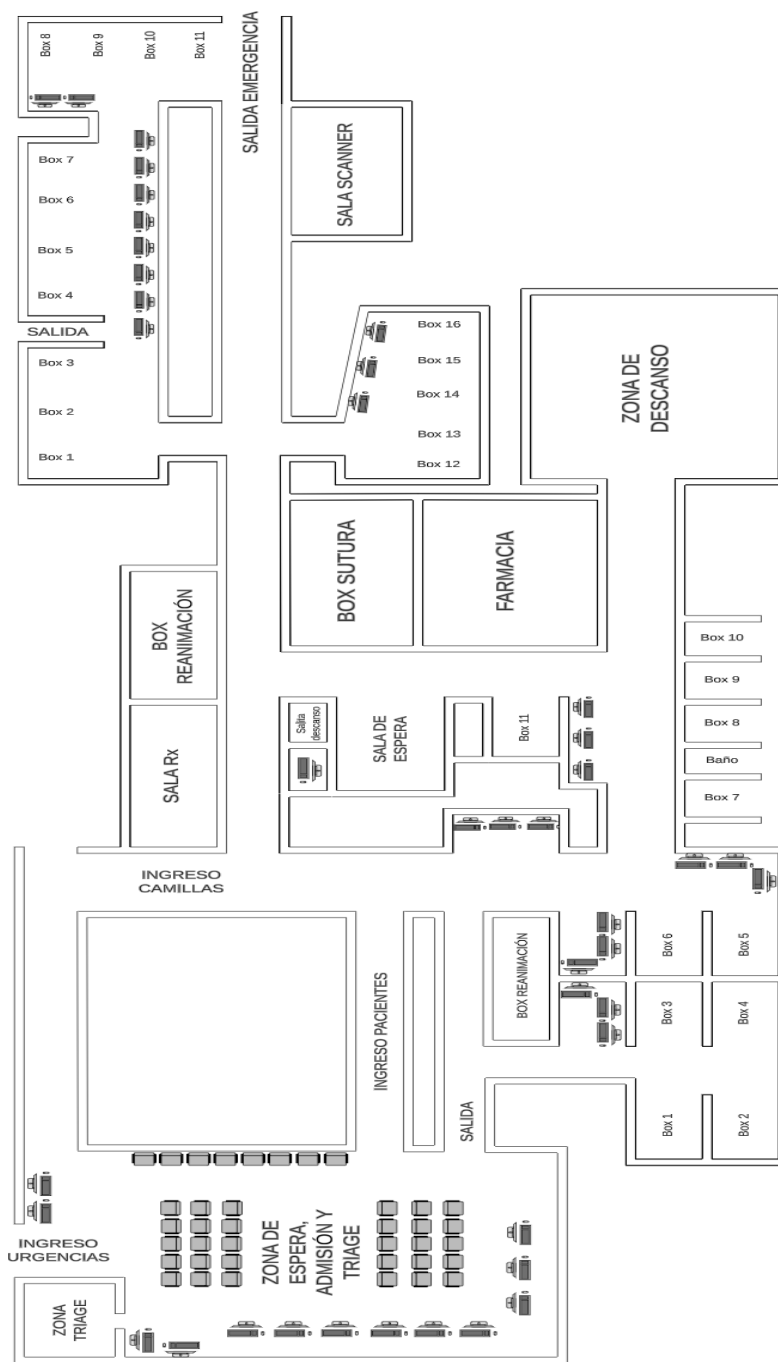 Box 8
Box 9
Box 10
Box 11
SALIDA EMERGENCIA
Box 7
Box 6
Box 5
Box 4
SALIDA
Box 3
Box 2
Box 1
SALA SCANNER
Box 16
Box 15
Box 14
Box 13
Box 12
ZONA DE
DESCANSO
BOX
REANIMACIÓN
BOX SUTURA
FARMACIA
Box 10
Box 9
Box 8
Baño
Box 7
SALA Rx
Salita
descanso
SALA DE
ESPERA
Box 11
INGRESO
CAMILLAS
INGRESO PACIENTES
BOX REANIMACIÓN
Box 6
Box 5
Box 3
Box 4
SALIDA
Box 1
Box 2
INGRESO
URGENCIAS
ZONA DE
ESPERA,
ADMISIÓN Y
TRIAGE
ZONA
TRIAGE